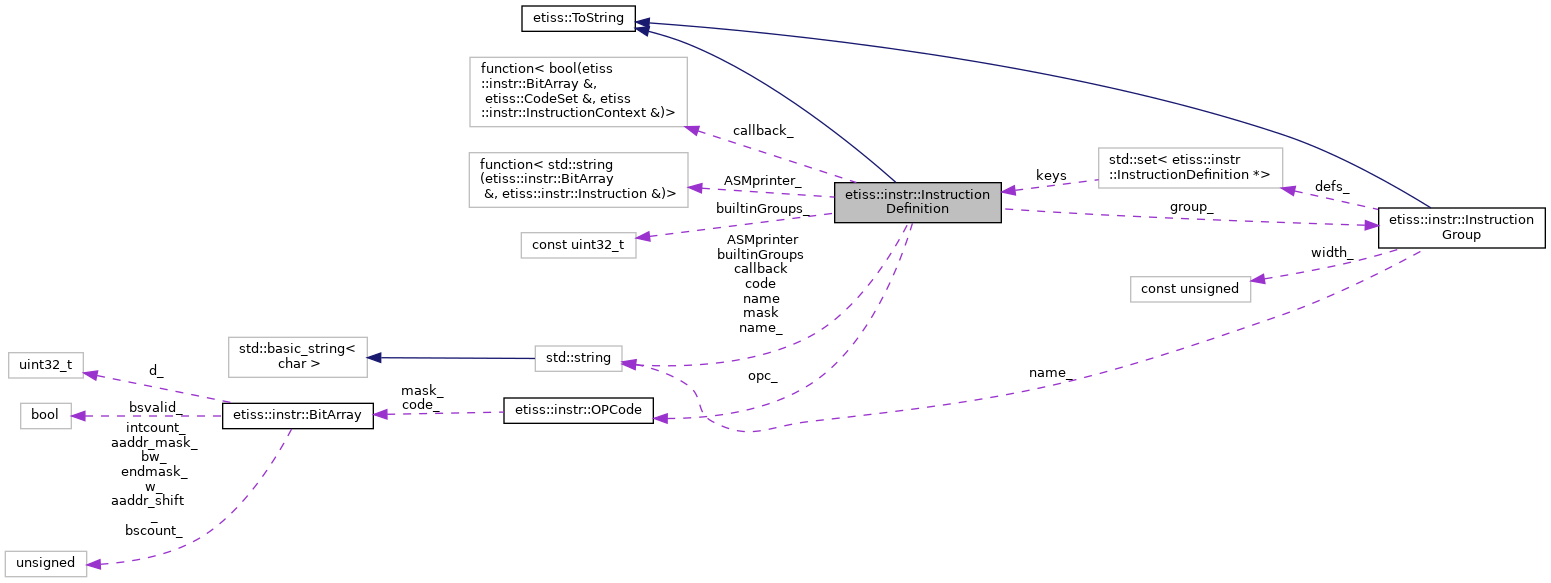 etiss::ToString
function< bool(etiss
::instr::BitArray &,
etiss::CodeSet &, etiss
::instr::InstructionContext &)>
callback_
function< std::string
(etiss::instr::BitArray
&, etiss::instr::Instruction &)>
ASMprinter_
builtinGroups_
const uint32_t
etiss::instr::Instruction
Definition
keys
std::set< etiss::instr
::InstructionDefinition *>
defs_
group_
etiss::instr::Instruction
Group
width_
const unsigned
ASMprinter
builtinGroups
callback
code
name
mask
name_
std::basic_string<
char >
std::string
name_
opc_
uint32_t
d_
mask_
code_
etiss::instr::OPCode
bool
bsvalid_
etiss::instr::BitArray
intcount_
aaddr_mask_
bw_
endmask_
w_
aaddr_shift
_
bscount_
unsigned